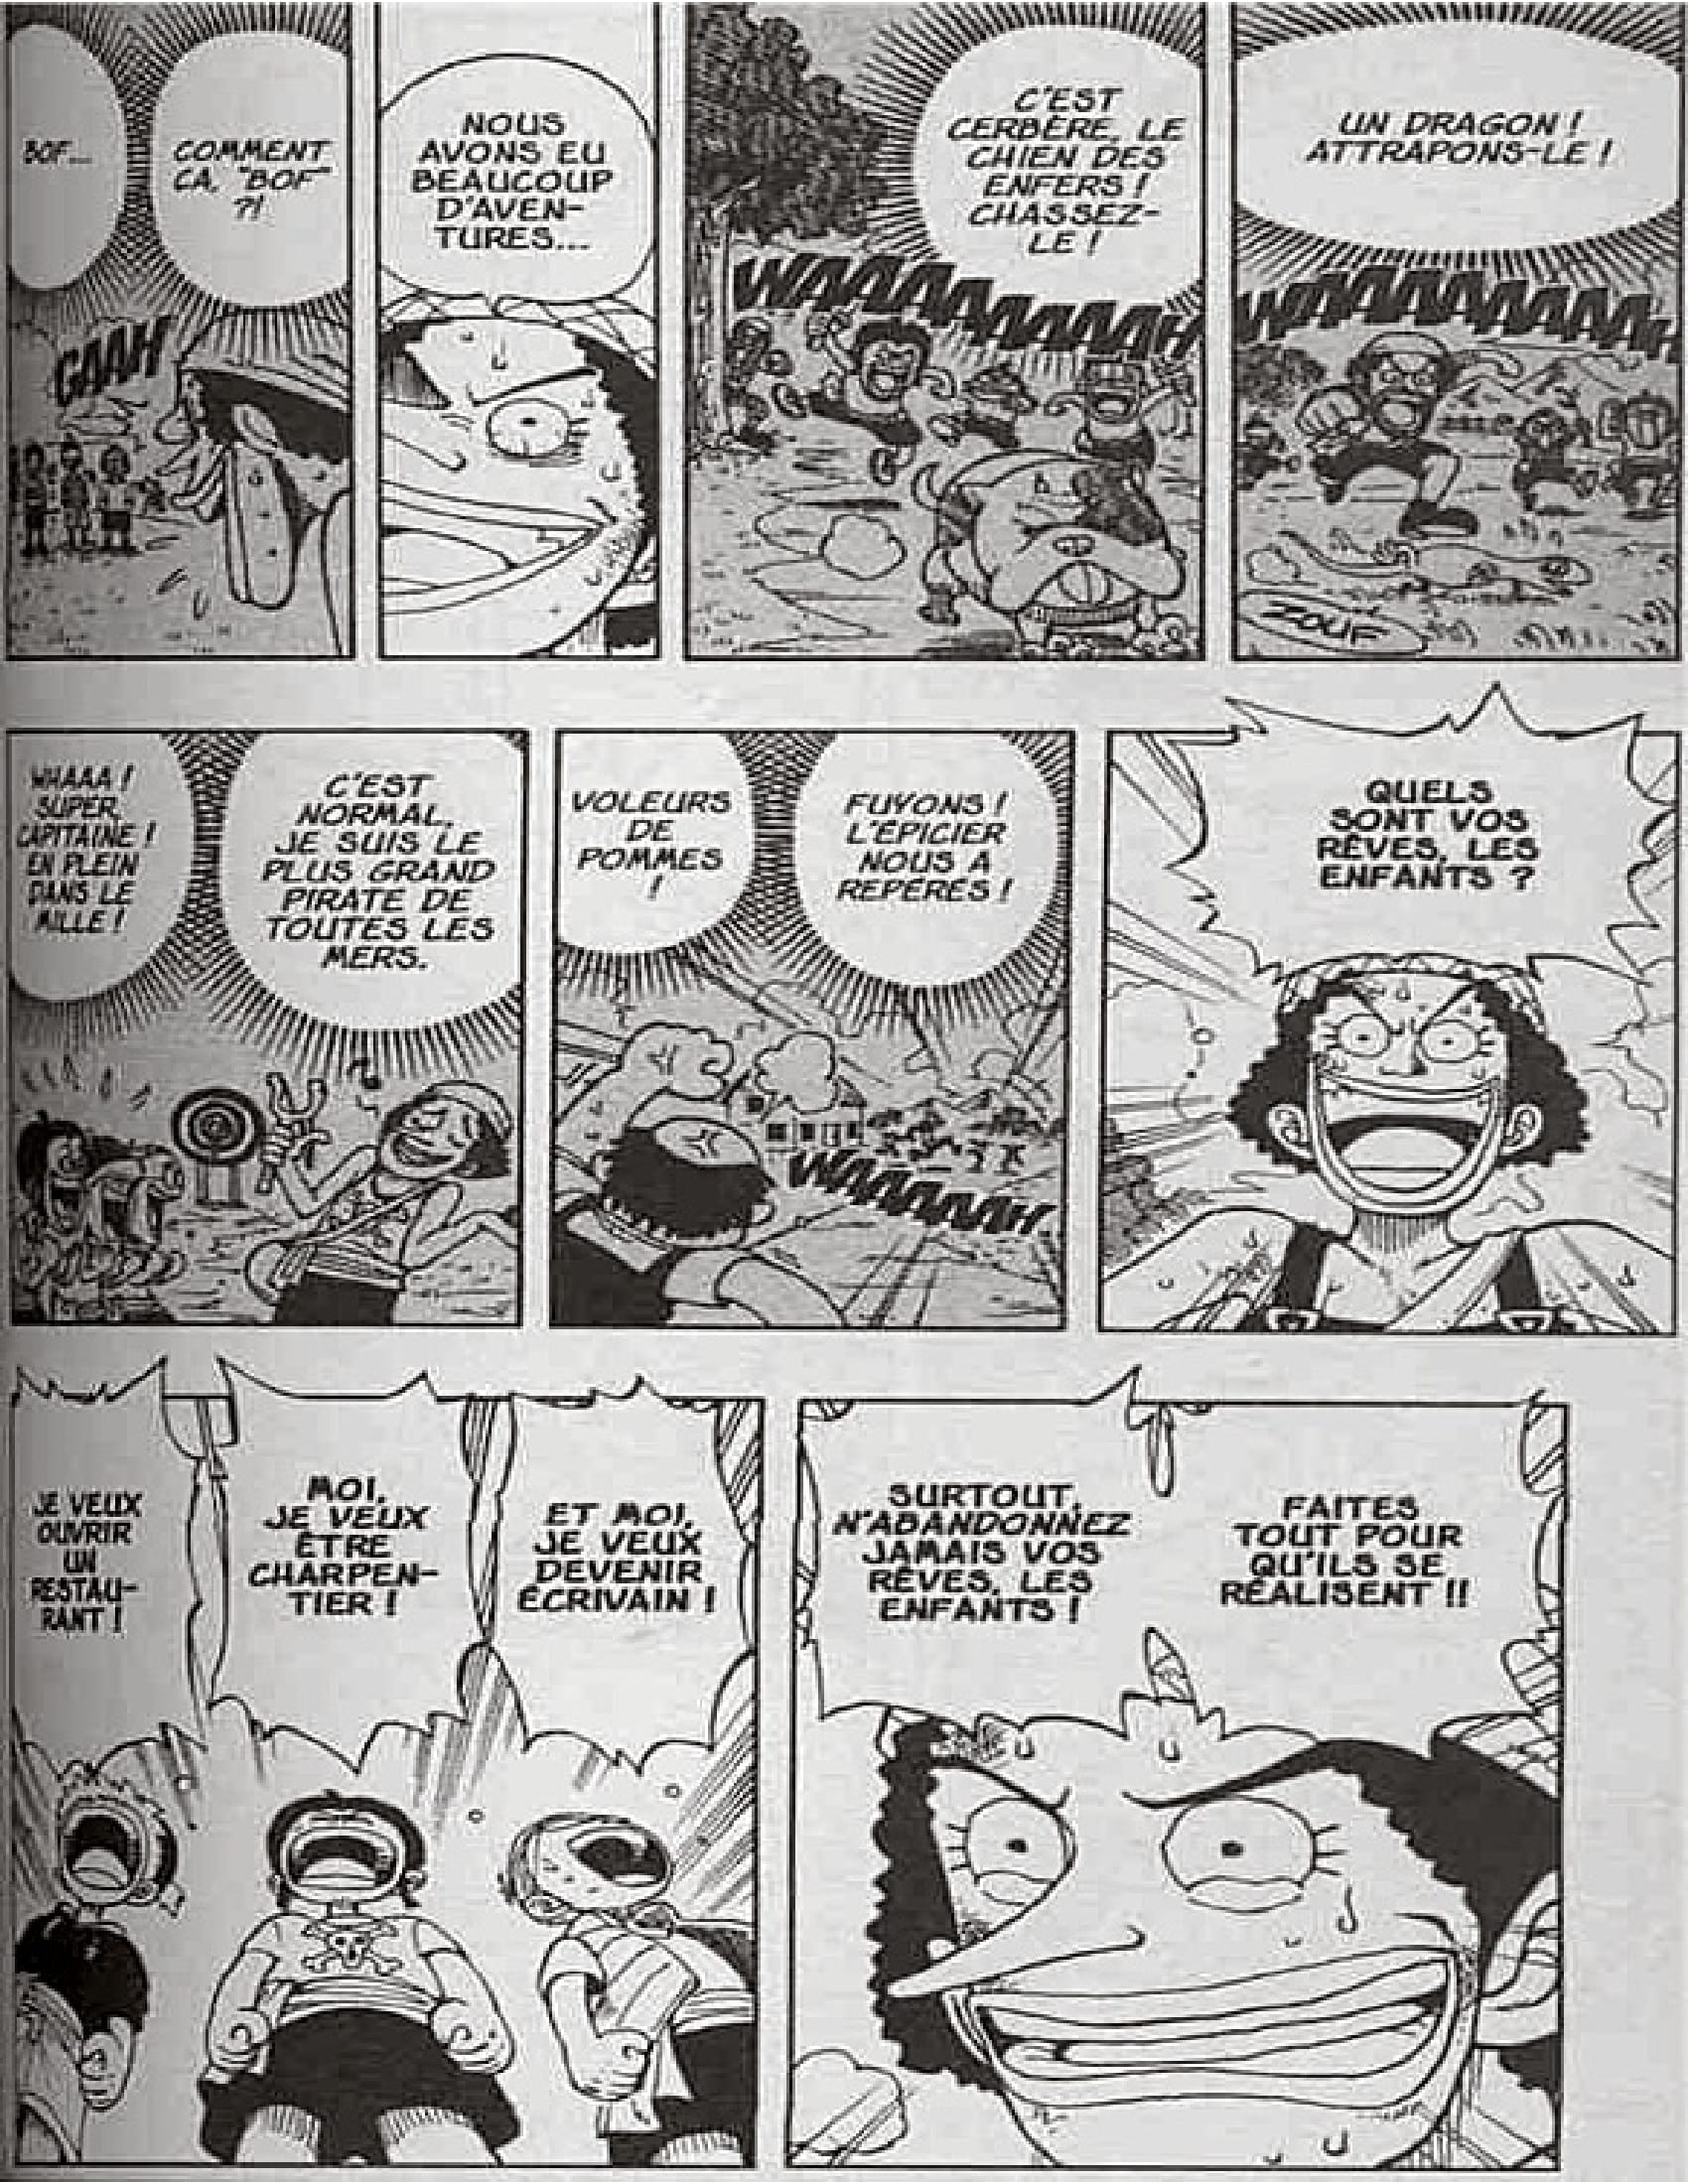 UN DRAGON !
ATTRAPONS-LE !
WAAAAAAAAH
ZOUF
C'EST
CERBÈRE, LE
CHIEN DES
ENFERS !
CHASSEZ-
LE !
WAAAAAAAAH
NOUS
AVONS EU
BEAUCOUP
D'AVEN-
TURES...
COMMENT
ÇA, "BOF"
?!
BOF...
GAAH
QUELS
SONT VOS
RÊVES, LES
ENFANTS ?
FUYONS !
L'ÉPICIER
NOUS A
REPÉRÉS !
VOLEURS
DE
POMMES
!
WAAAAH
C'EST
NORMAL,
JE SUIS LE
PLUS GRAND
PIRATE DE
TOUTES LES
MERS.
WHAAA !
SUPER,
CAPITAINE !
EN PLEIN
DANS LE
MILLE !
FAITES
TOUT POUR
QU'ILS SE
RÉALISENT !!
SURTOUT,
N'ABANDONNEZ
JAMAIS VOS
RÊVES, LES
ENFANTS !
ET MOI,
JE VEUX
DEVENIR
ÉCRIVAIN !
MOI,
JE VEUX
ÊTRE
CHARPEN-
TIER !
JE VEUX
OUVRIR
UN
RESTAU-
RANT !